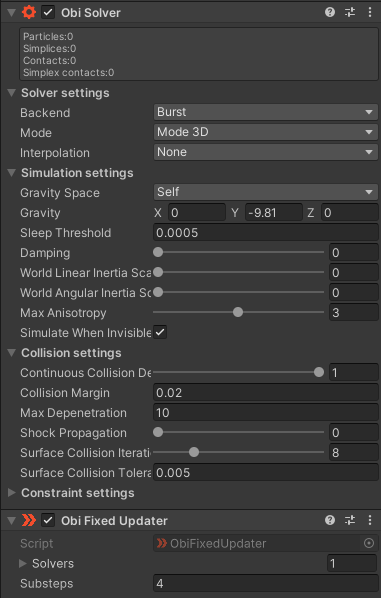 Obi Solver
Particles:0
Simplices:0
Contacts:0
Simplex contacts:0
Solver settings
Backend Burst
Mode Mode 3D
Interpolation None
Simulation settings
Gravity Space Self
Gravity X 0 Y -9.81 Z 0
Sleep Threshold 0.0005
Damping 0
World Linear Inertia Sca 0
World Angular Inertia Sc 0
Max Anisotropy 3
Simulate When Invisible
Collision settings
Continuous Collision De 1
Collision Margin 0.02
Max Depenetration 10
Shock Propagation 0
Surface Collision Iterati 8
Surface Collision Tolera 0.005
Constraint settings
Obi Fixed Updater
Script ObiFixedUpdater
Solvers 1
Substeps 4